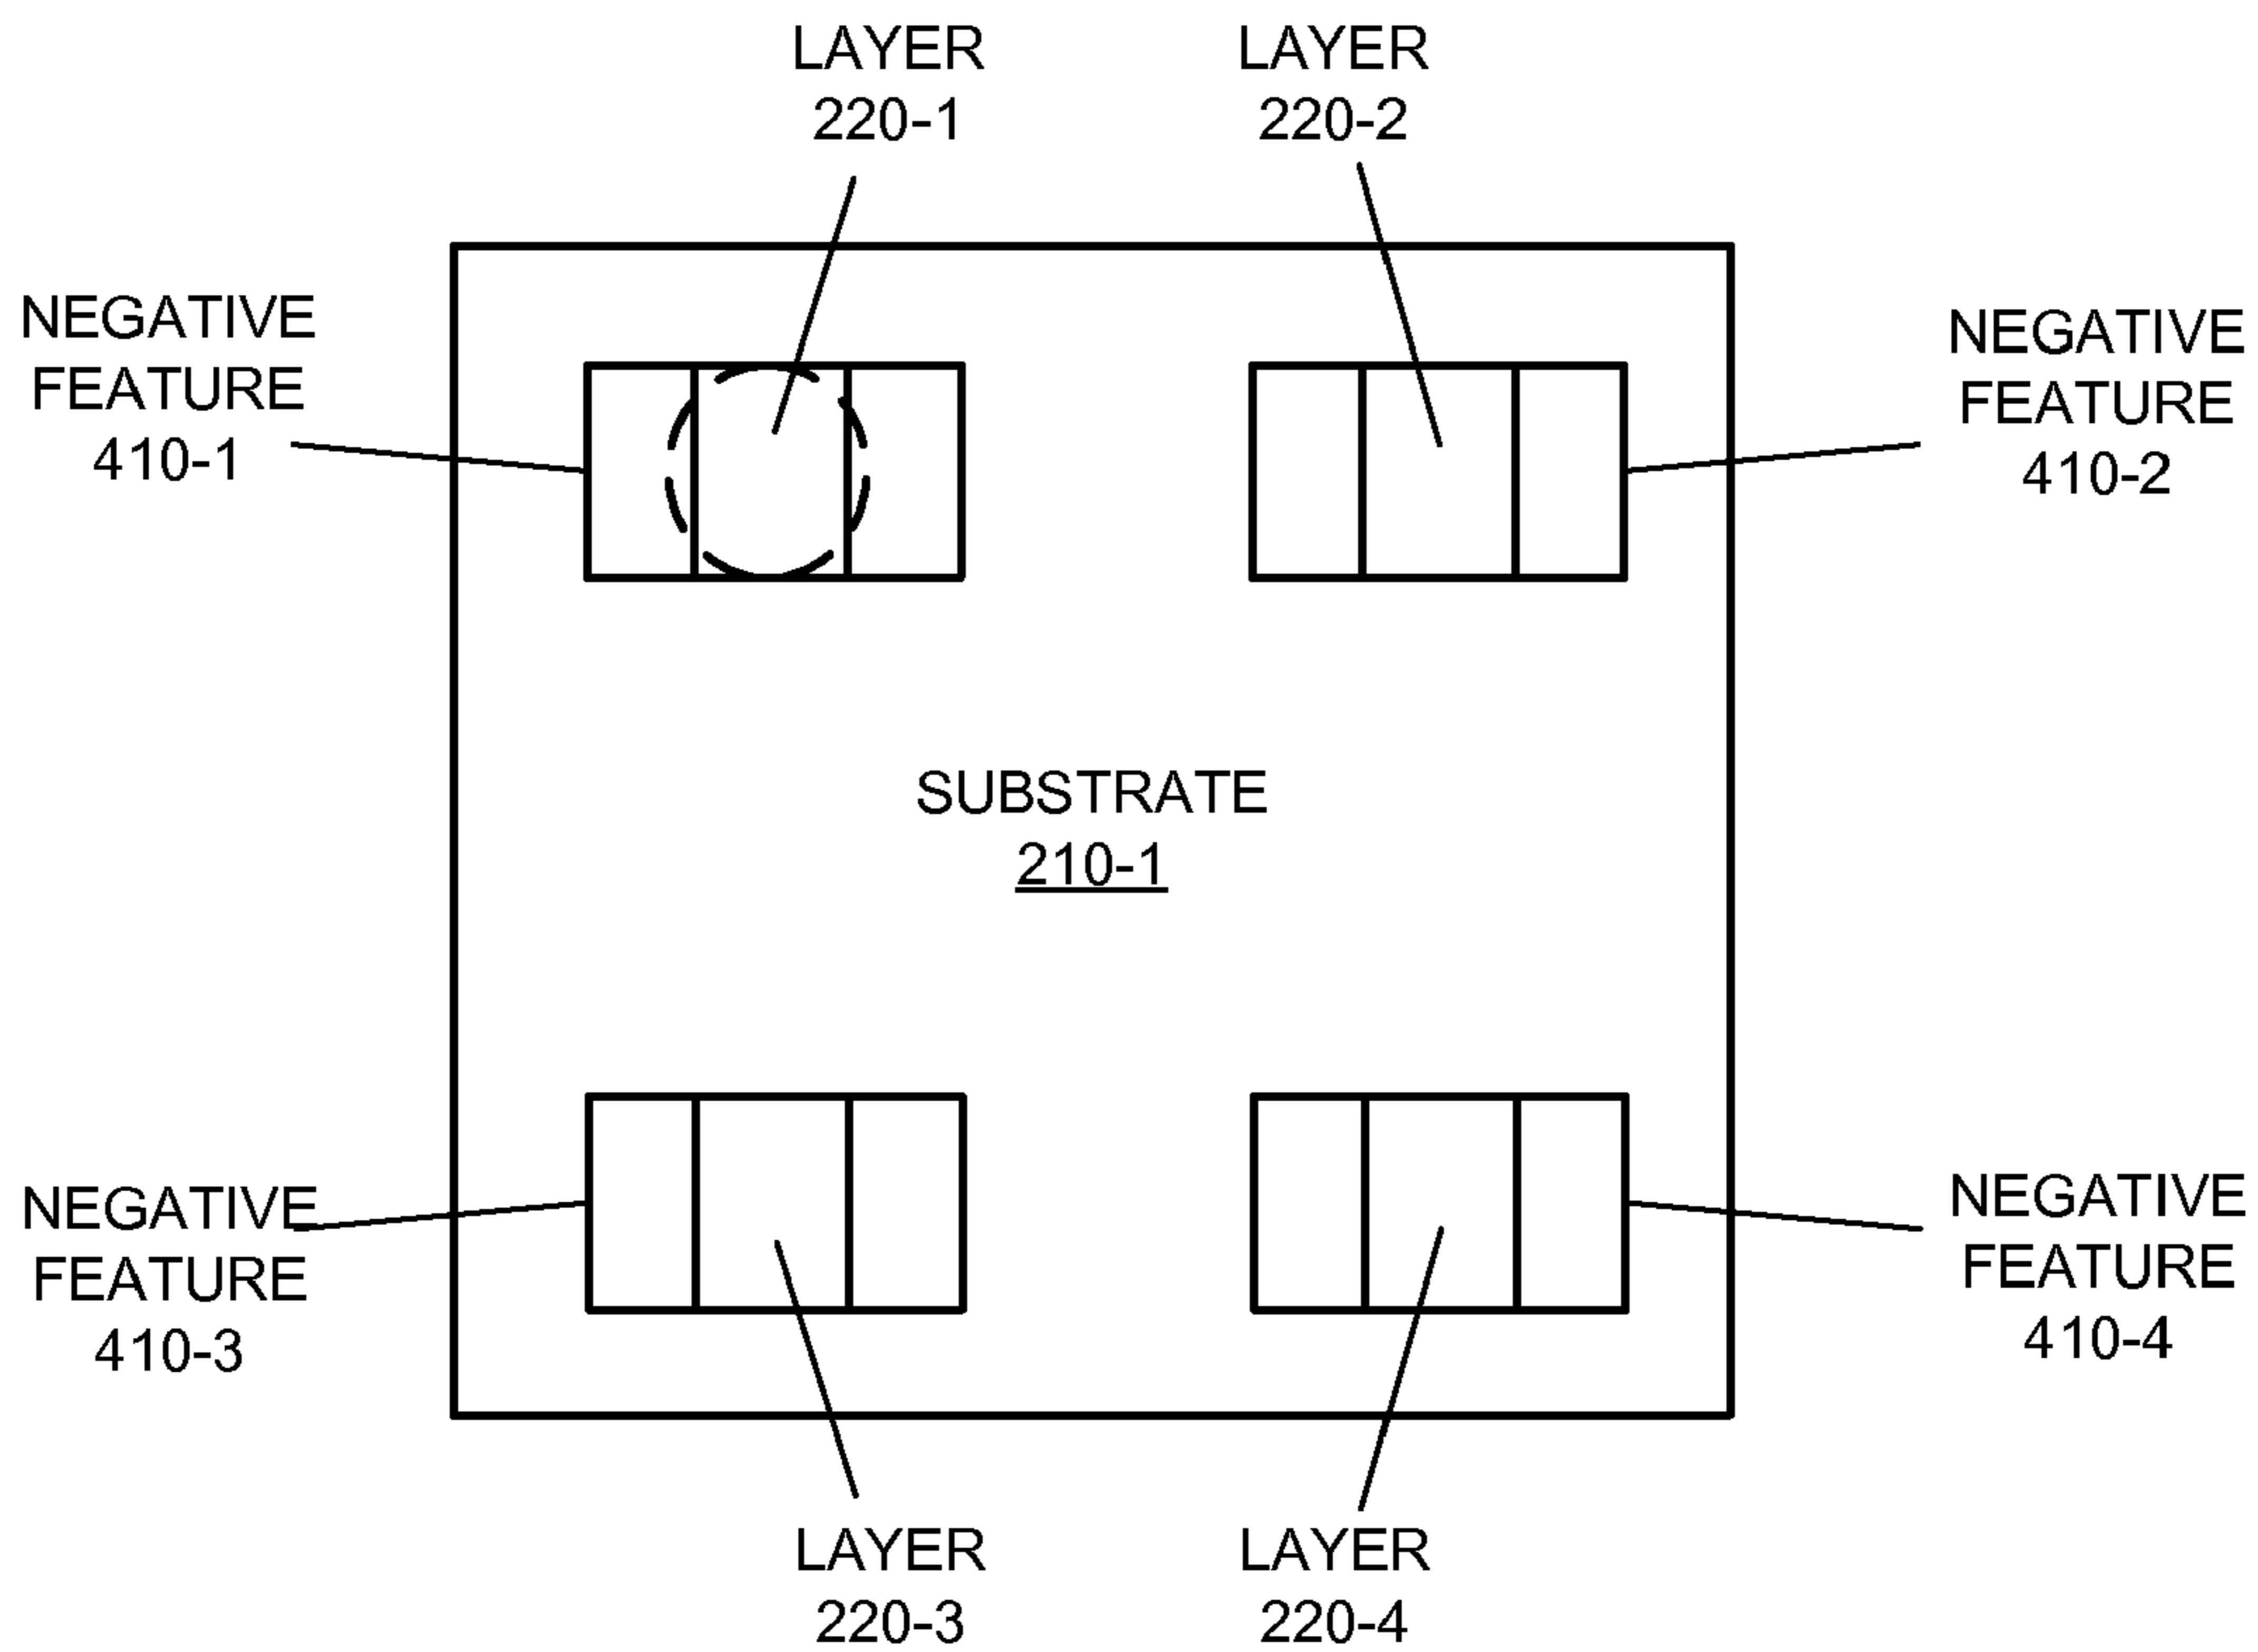 LAYER
220-1
LAYER
220-2
NEGATIVE
FEATURE
410-1
NEGATIVE
FEATURE
410-2
SUBSTRATE
210-1
NEGATIVE
FEATURE
410-3
NEGATIVE
FEATURE
410-4
LAYER
220-3
LAYER
220-4